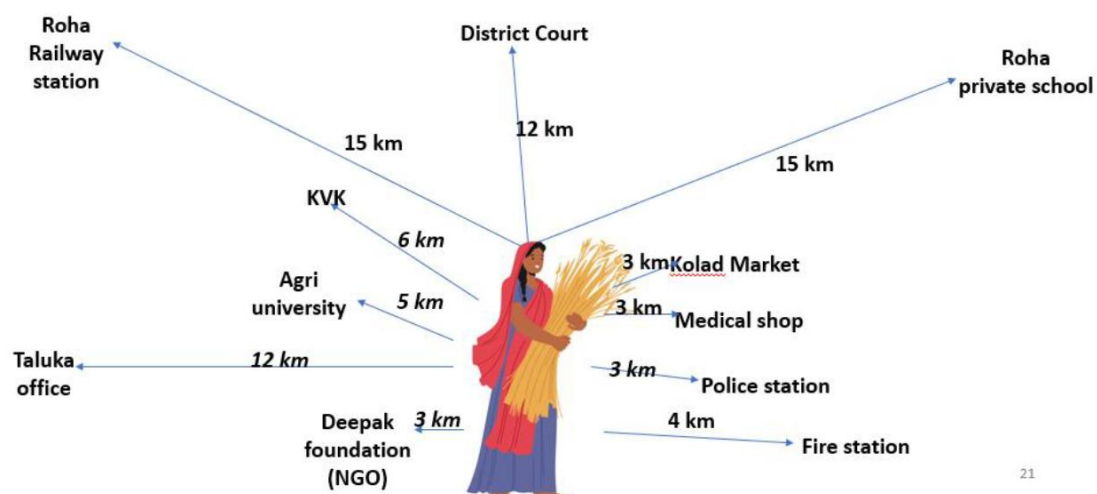 Roha
Railway
station
District Court
Roha
private school
15 km
12 km
15 km
KVK
6 km
3 km
Kolad Market
Agri
university
5 km
3 km
Medical shop
Taluka
office
12 km
3 km
Police station
Deepak
foundation
(NGO)
3 km
4 km
Fire station
21